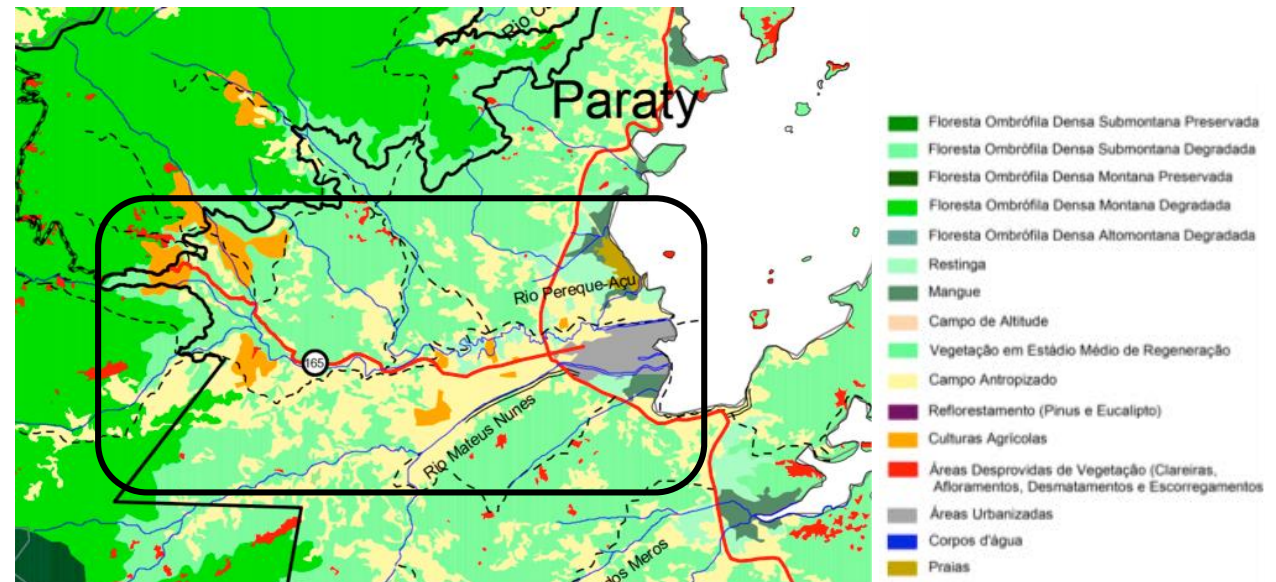 Rio C
Paraty
Rio Pereque-Açu
165
Rio Mateus Nunes
dos Meros
Floresta Ombrófila Densa Submontana Preservada
Floresta Ombrófila Densa Submontana Degradada
Floresta Ombrófila Densa Montana Preservada
Floresta Ombrófila Densa Montana Degradada
Floresta Ombrófila Densa Altomontana Degradada
Restinga
Mangue
Campo de Altitude
Vegetação em Estádio Médio de Regeneração
Campo Antropizado
Reflorestamento (Pinus e Eucalipto)
Culturas Agrícolas
Áreas Desprovidas de Vegetação (Clareiras,
Afloramentos, Desmatamentos e Escorregamentos
Áreas Urbanizadas
Corpos d'água
Praias